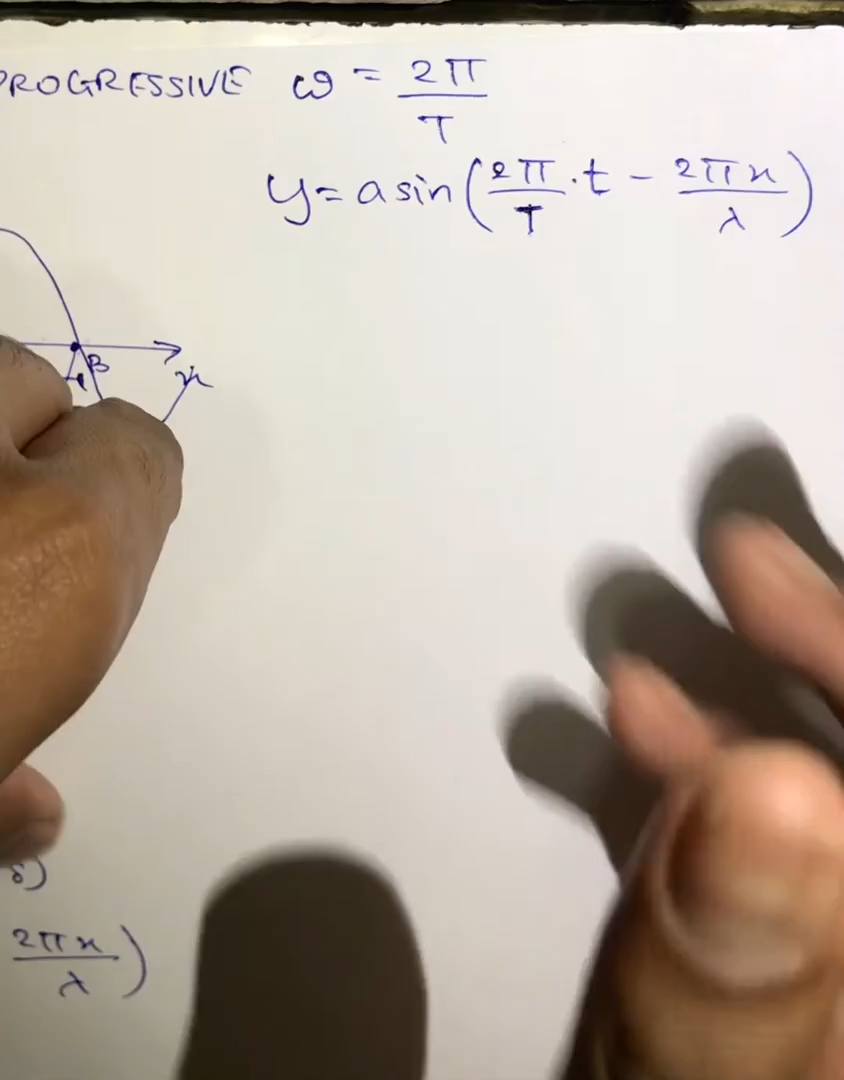 PROGRESSIVE ω = 2π/T
y = a sin(2π/T · t - 2πx/λ)
B
x
δ)
2πx/λ)